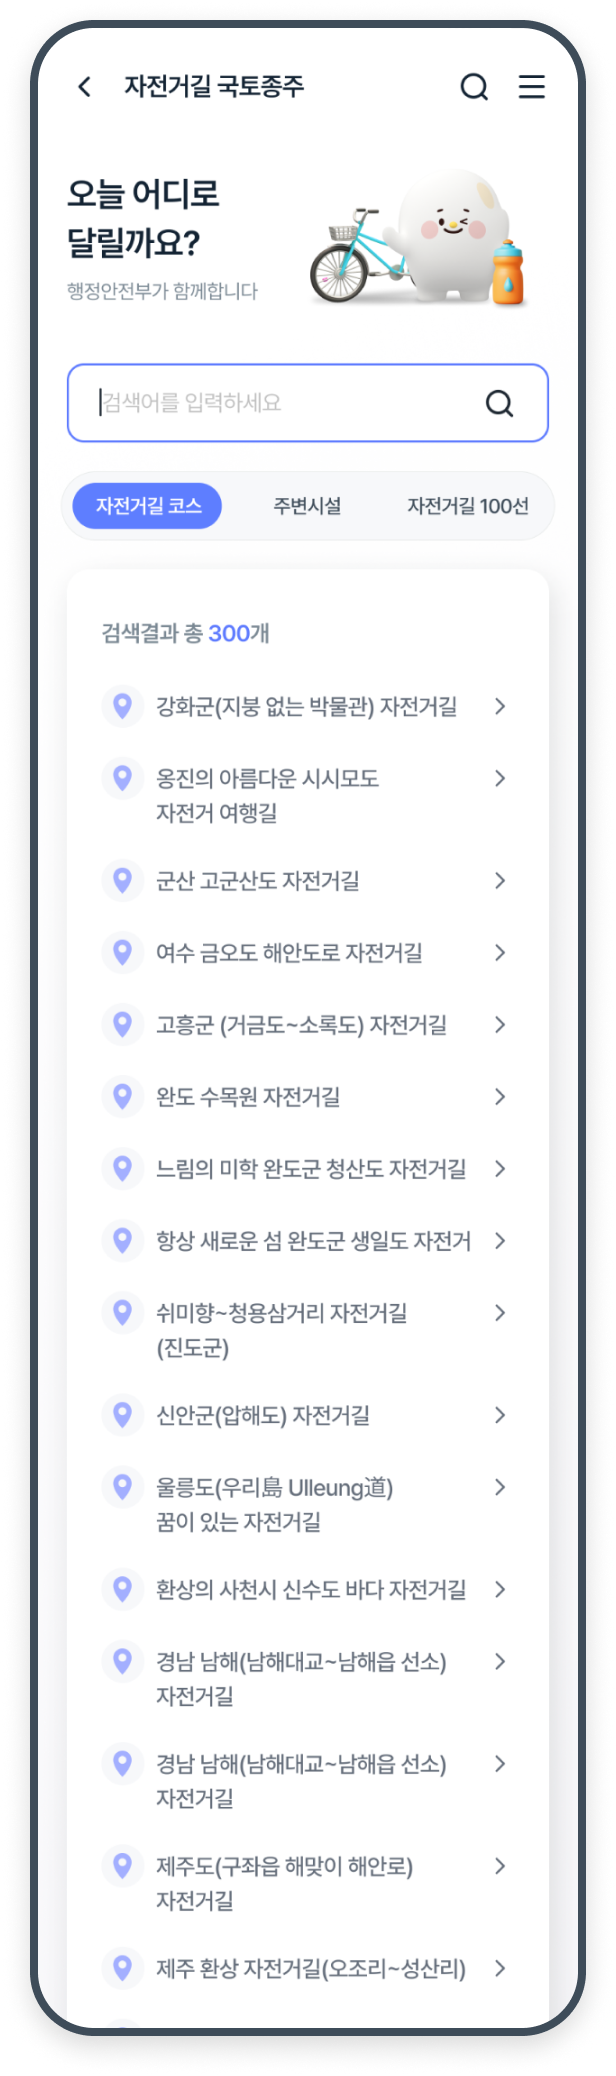 자전거길 국토종주
오늘 어디로
달릴까요?
행정안전부가 함께합니다
검색어를 입력하세요
자전거길 코스 주변시설 자전거길 100선
검색결과 총 300개
강화군(지붕 없는 박물관) 자전거길
옹진의 아름다운 시시모도
자전거 여행길
군산 고군산도 자전거길
여수 금오도 해안도로 자전거길
고흥군 (거금도~소록도) 자전거길
완도 수목원 자전거길
느림의 미학 완도군 청산도 자전거길
항상 새로운 섬 완도군 생일도 자전거
쉬미향~청용삼거리 자전거길
(진도군)
신안군(압해도) 자전거길
울릉도(우리島 Ulleung道)
꿈이 있는 자전거길
환상의 사천시 신수도 바다 자전거길
경남 남해(남해대교~남해읍 선소)
자전거길
경남 남해(남해대교~남해읍 선소)
자전거길
제주도(구좌읍 해맞이 해안로)
자전거길
제주 환상 자전거길(오조리~성산리)